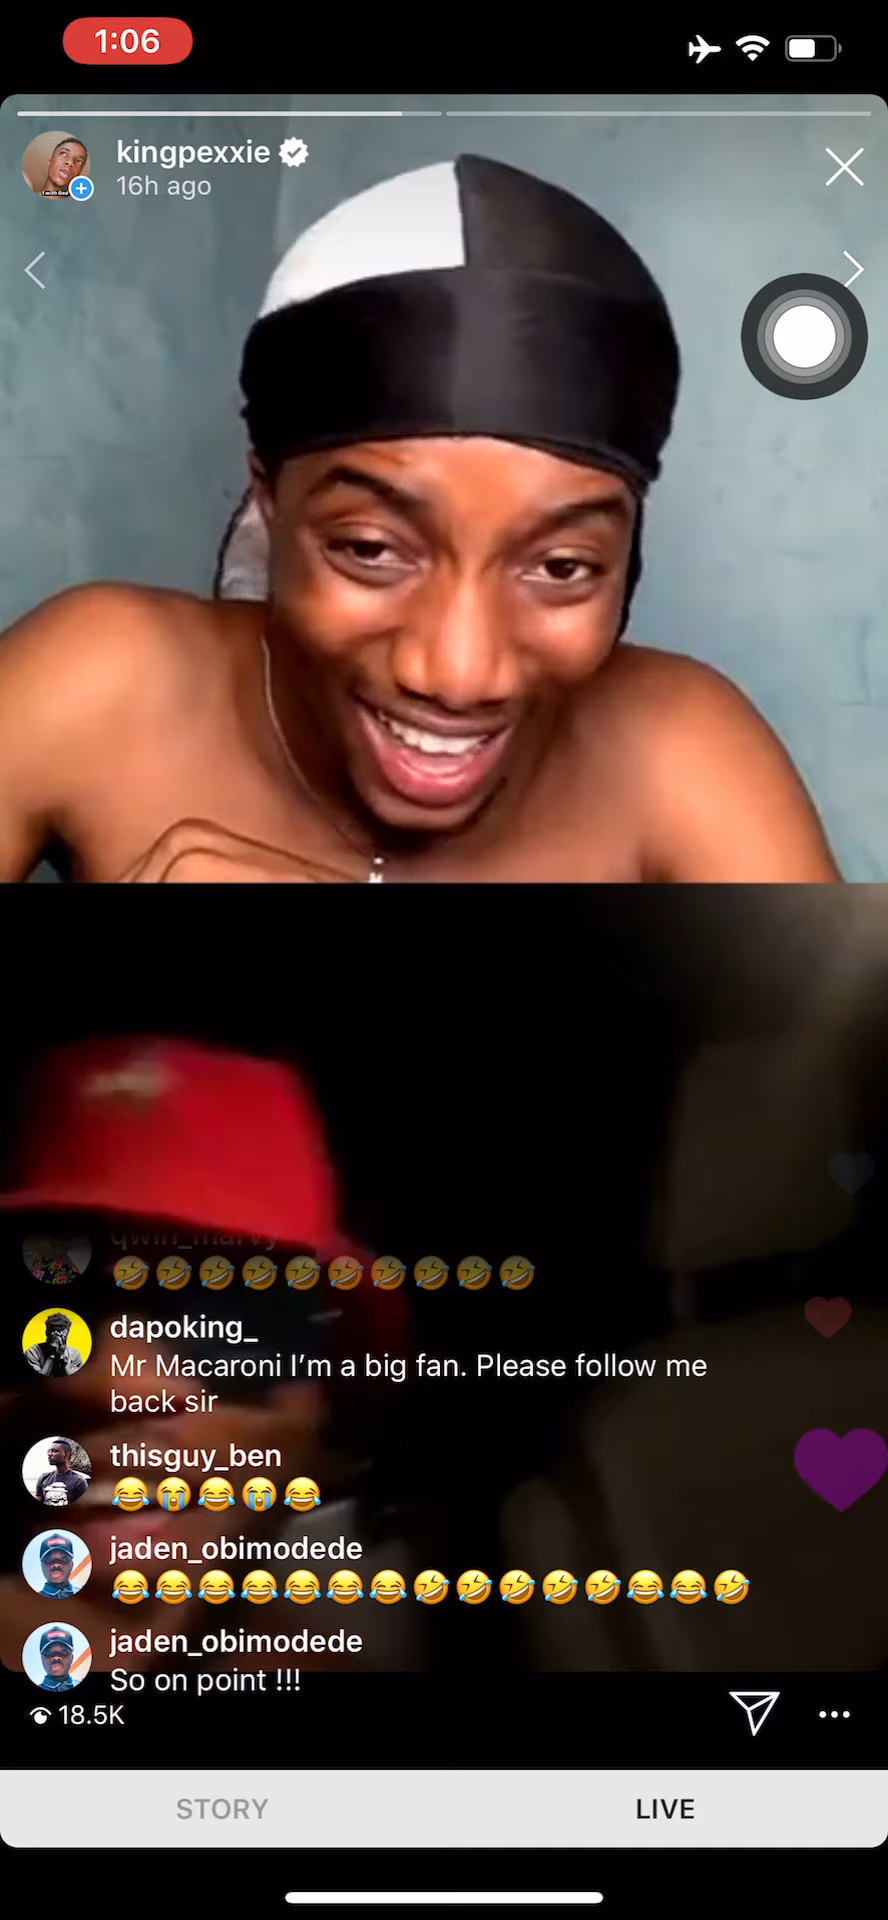 1:06
kingpexxie
16h ago
dapoking_
Mr Macaroni I’m a big fan. Please follow me
back sir
thisguy_ben
😂😭😂😭😂
jaden_obimodede
😂😂😂😂😂😂😂🤣🤣🤣🤣🤣😂😂🤣
jaden_obimodede
So on point !!!
18.5K
STORY
LIVE